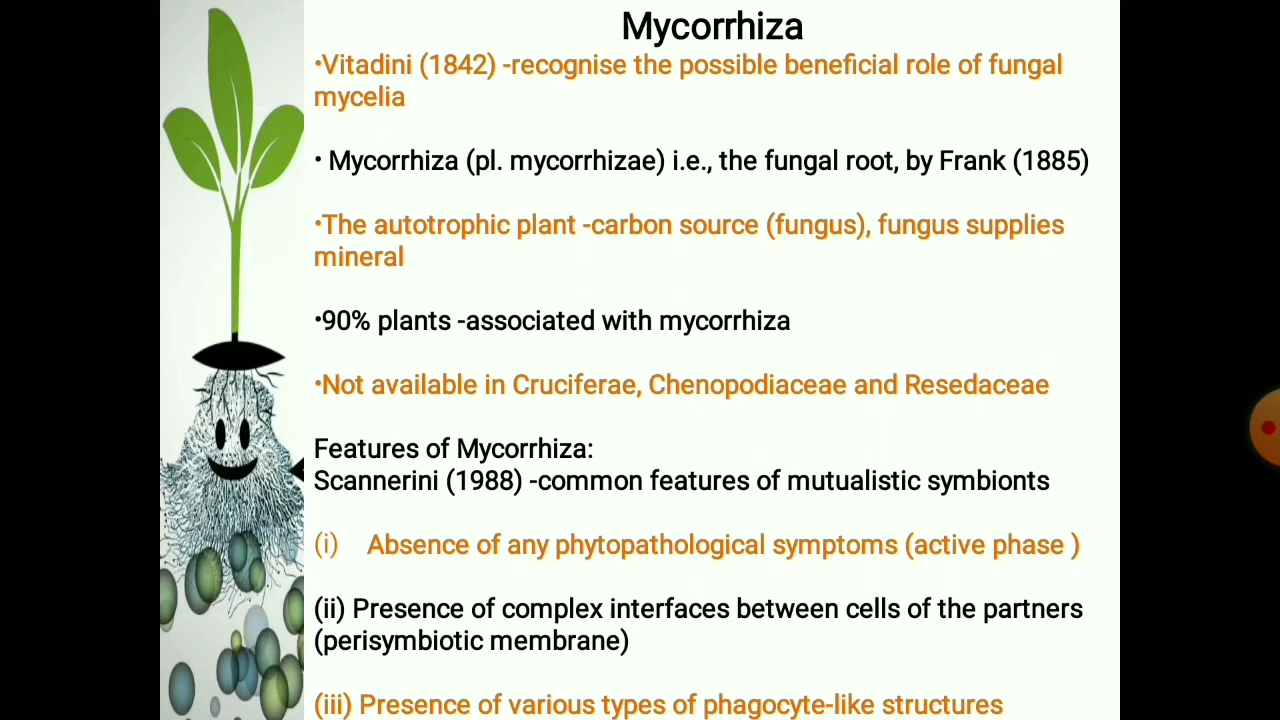 Mycorrhiza
•Vitadini (1842) -recognise the possible beneficial role of fungal
mycelia
• Mycorrhiza (pl. mycorrhizae) i.e., the fungal root, by Frank (1885)
•The autotrophic plant -carbon source (fungus), fungus supplies
mineral
•90% plants -associated with mycorrhiza
•Not available in Cruciferae, Chenopodiaceae and Resedaceae
Features of Mycorrhiza:
Scannerini (1988) -common features of mutualistic symbionts
(i) Absence of any phytopathological symptoms (active phase )
(ii) Presence of complex interfaces between cells of the partners
(perisymbiotic membrane)
(iii) Presence of various types of phagocyte-like structures